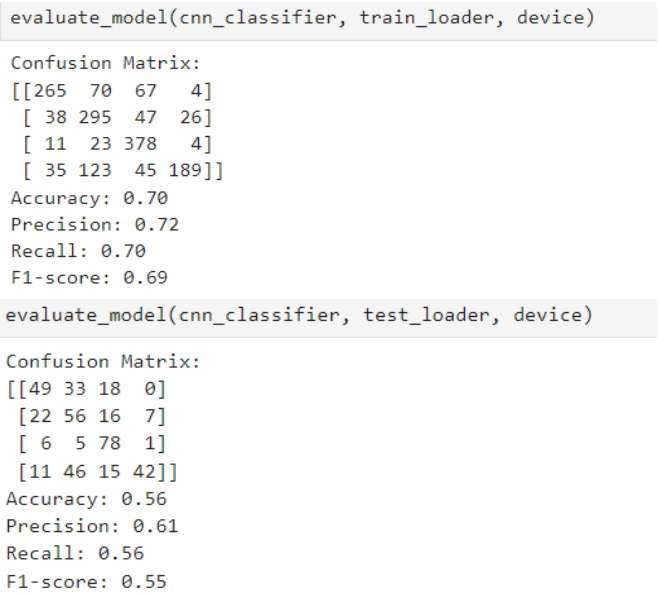 evaluate_model(cnn_classifier, train_loader, device)
Confusion Matrix:
[[265  70  67   4]
 [ 38 295  47  26]
 [ 11  23 378   4]
 [ 35 123  45 189]]
Accuracy: 0.70
Precision: 0.72
Recall: 0.70
F1-score: 0.69
evaluate_model(cnn_classifier, test_loader, device)
Confusion Matrix:
[[49 33 18  0]
 [22 56 16  7]
 [ 6  5 78  1]
 [11 46 15 42]]
Accuracy: 0.56
Precision: 0.61
Recall: 0.56
F1-score: 0.55